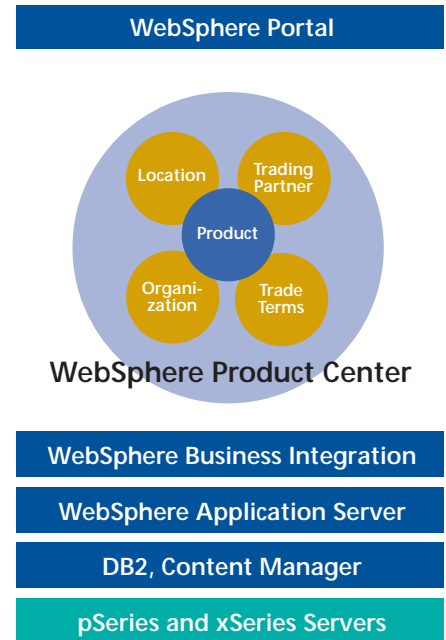 WebSphere Portal
Location
Trading
Partner
Product
Organi-
zation
Trade
Terms
WebSphere Product Center
WebSphere Business Integration
WebSphere Application Server
DB2, Content Manager
pSeries and xSeries Servers